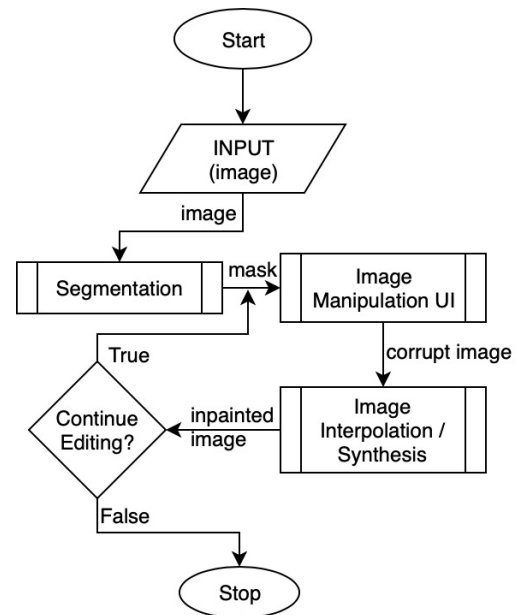 Start
INPUT
(image)
image
Segmentation
mask
Image
Manipulation UI
True
corrupt image
Continue
Editing?
inpainted
image
Image
Interpolation /
Synthesis
False
Stop